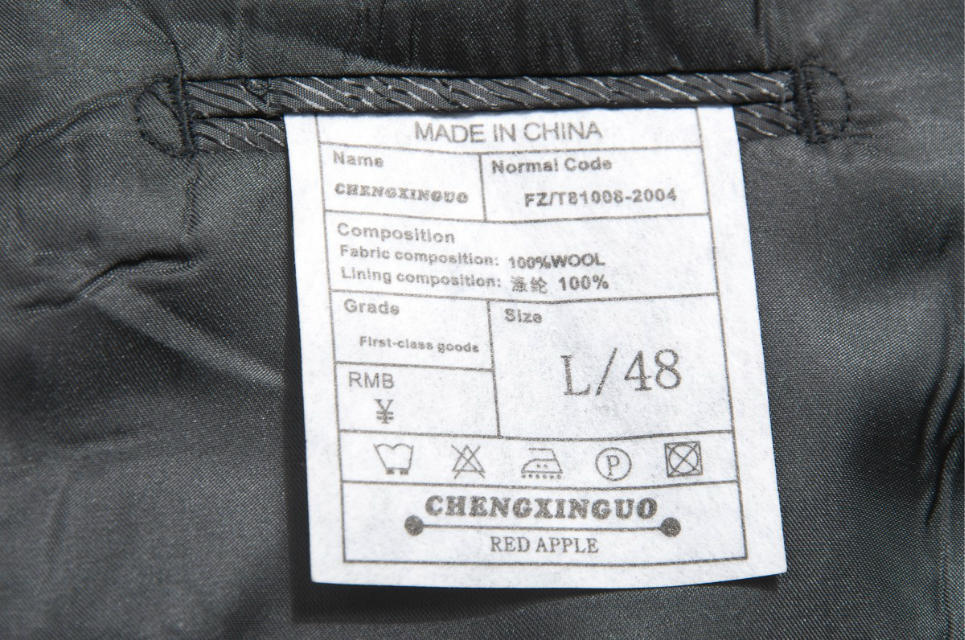 MADE IN CHINA
Name
CHENGXINGUO
Normal Code
FZ/T81008-2004
Composition
Fabric composition: 100%WOOL
Lining composition: 涤纶 100%
Grade
First-class goods
Size
L/48
RMB
¥
P
CHENGXINGUO
RED APPLE